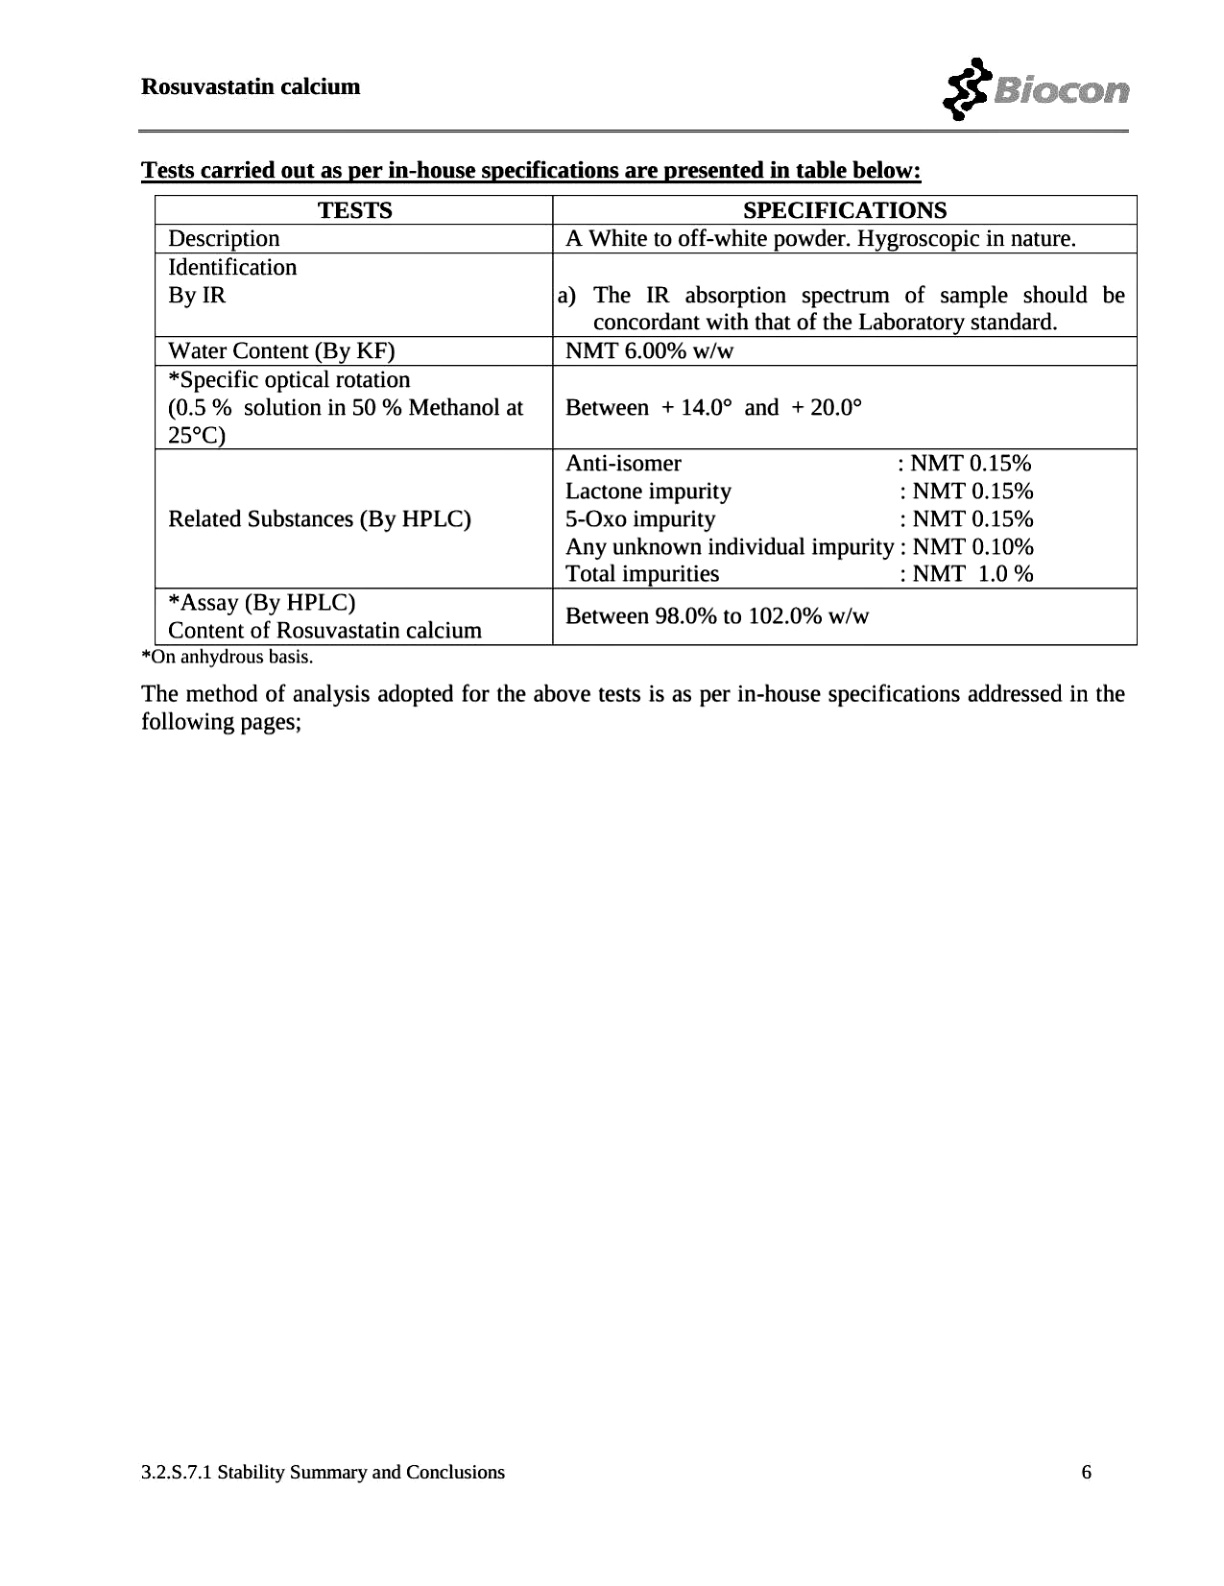 Rosuvastatin calcium
Biocon
Tests carried out as per in-house specifications are presented in table below:
TESTS SPECIFICATIONS
Description A White to off-white powder. Hygroscopic in nature.
Identification
By IR a) The IR absorption spectrum of sample should be
concordant with that of the Laboratory standard.
Water Content (By KF) NMT 6.00% w/w
*Specific optical rotation
(0.5 % solution in 50 % Methanol at Between + 14.0° and + 20.0°
25°C)
Anti-isomer : NMT 0.15%
Lactone impurity : NMT 0.15%
Related Substances (By HPLC) 5-Oxo impurity : NMT 0.15%
Any unknown individual impurity : NMT 0.10%
Total impurities : NMT 1.0 %
*Assay (By HPLC)
Content of Rosuvastatin calcium Between 98.0% to 102.0% w/w
*On anhydrous basis.
The method of analysis adopted for the above tests is as per in-house specifications addressed in the
following pages;
3.2.S.7.1 Stability Summary and Conclusions 6